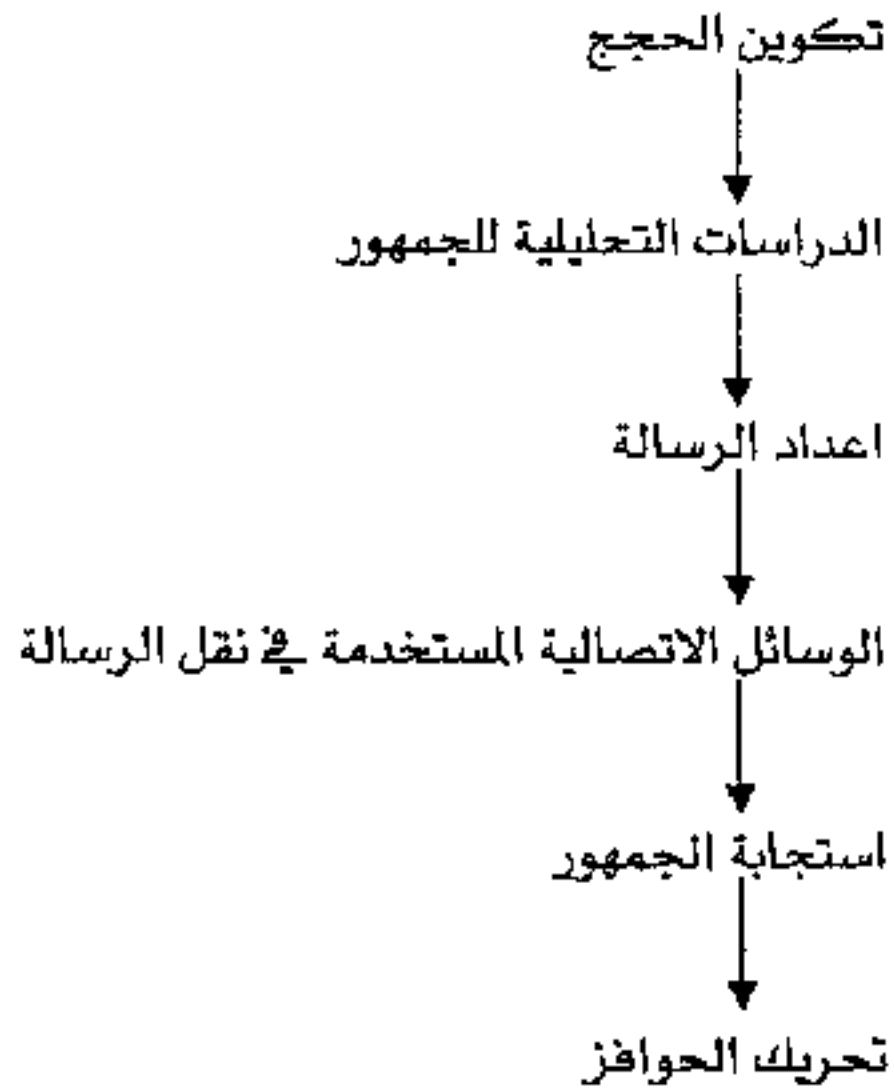 تكوين الحجج
الدراسات التحليلية للجمهور
اعداد الرسالة
الوسائل الاتصالية المستخدمة في نقل الرسالة
استجابة الجمهور
تحريك الحوافز